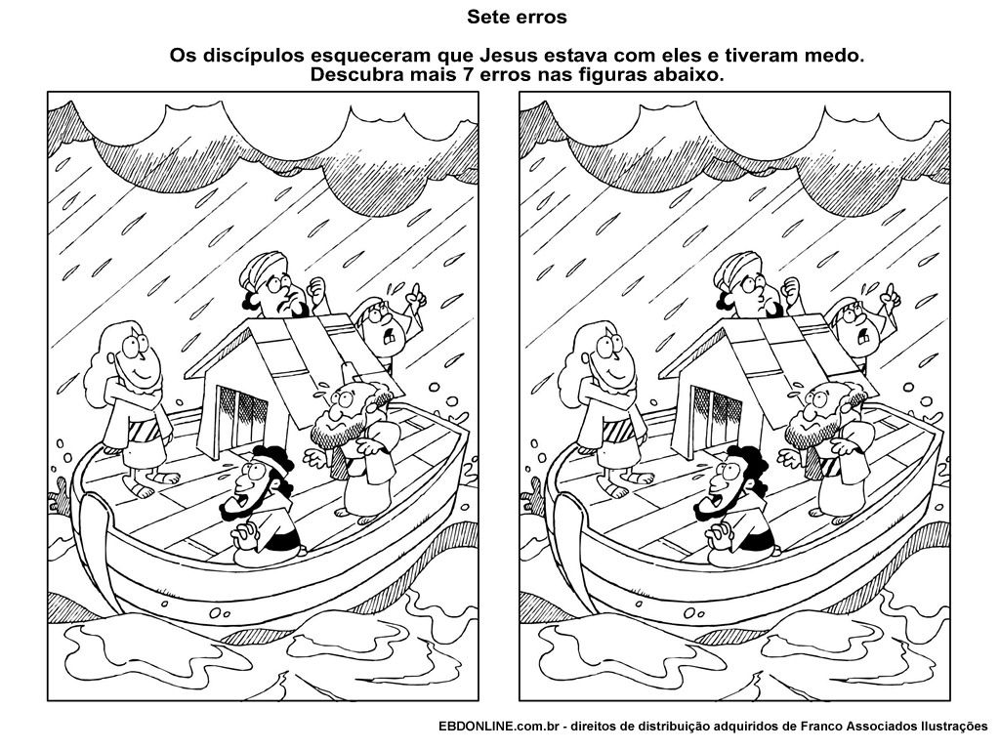 Sete erros
Os discípulos esqueceram que Jesus estava com eles e tiveram medo.
Descubra mais 7 erros nas figuras abaixo.
EBDONLINE.com.br - direitos de distribuição adquiridos de Franco Associados Ilustrações